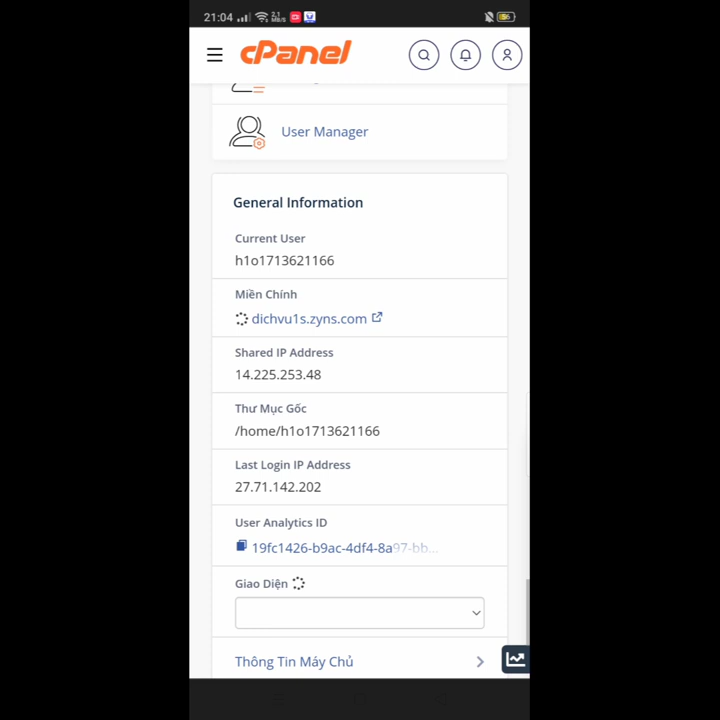 21:04
cPanel
User Manager
General Information
Current User
h1o1713621166
Miền Chính
dichvu1s.zyns.com
Shared IP Address
14.225.253.48
Thư Mục Gốc
/home/h1o1713621166
Last Login IP Address
27.71.142.202
User Analytics ID
19fc1426-b9ac-4df4-8a97-bb...
Giao Diện
Thông Tin Máy Chủ